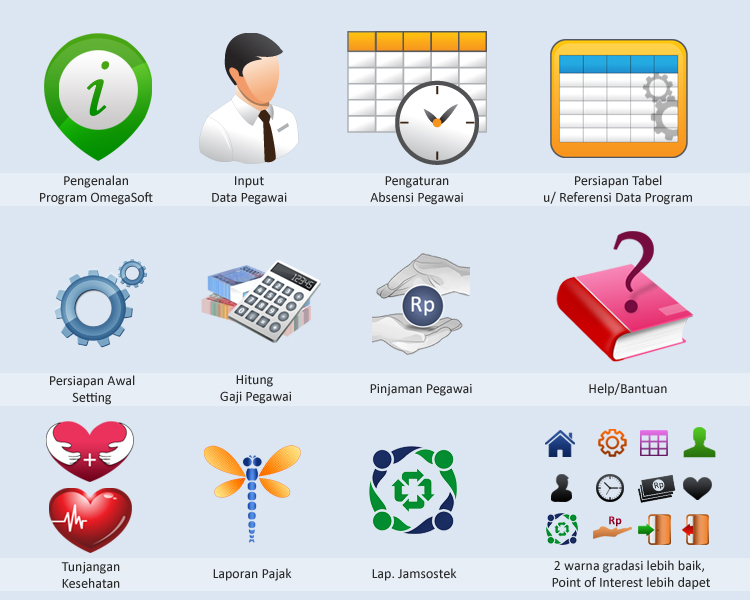 i
Pengenalan
Program OmegaSoft
Input
Data Pegawai
Pengaturan
Absensi Pegawai
Persiapan Tabel
u/ Referensi Data Program
12345
Rp
?
Persiapan Awal
Setting
Hitung
Gaji Pegawai
Pinjaman Pegawai
Help/Bantuan
Rp
Rp
Tunjangan
Kesehatan
Laporan Pajak
Lap. Jamsostek
2 warna gradasi lebih baik,
Point of Interest lebih dapet